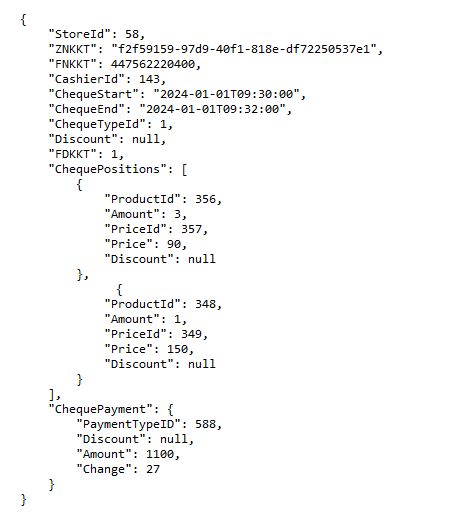 {
    "StoreId": 58,
    "ZNKKT": "f2f59159-97d9-40f1-818e-df72250537e1",
    "FNKKT": 447562220400,
    "CashierId": 143,
    "ChequeStart": "2024-01-01T09:30:00",
    "ChequeEnd": "2024-01-01T09:32:00",
    "ChequeTypeId": 1,
    "Discount": null,
    "FDKKT": 1,
    "ChequePositions": [
        {
            "ProductId": 356,
            "Amount": 3,
            "PriceId": 357,
            "Price": 90,
            "Discount": null
        },
              {
            "ProductId": 348,
            "Amount": 1,
            "PriceId": 349,
            "Price": 150,
            "Discount": null
        }
    ],
    "ChequePayment": {
        "PaymentTypeID": 588,
        "Discount": null,
        "Amount": 1100,
        "Change": 27
    }
}